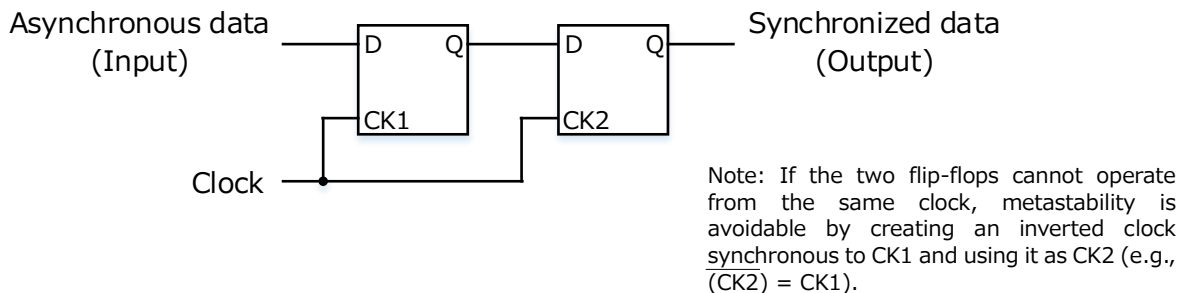 Asynchronous data
(Input)
D Q
CK1
D Q
CK2
Synchronized data
(Output)
Clock
Note: If the two flip-flops cannot operate
from the same clock, metastability is
avoidable by creating an inverted clock
synchronous to CK1 and using it as CK2 (e.g.,
(C̅K̅2̅) = CK1).